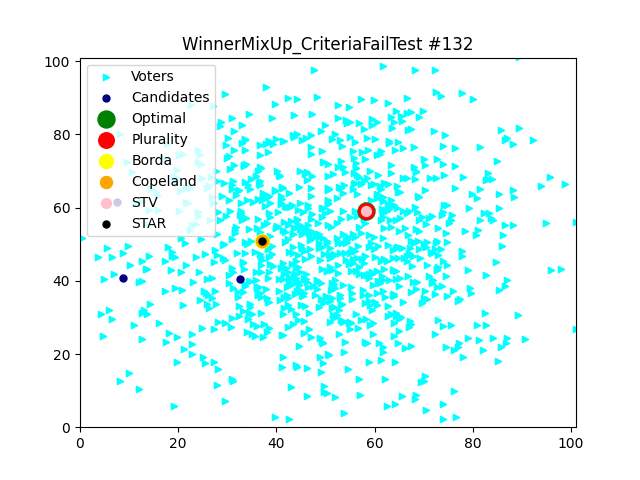 WinnerMixUp_CriteriaFailTest #132
100
80
60
40
20
0
0
20
40
60
80
100
Voters
Candidates
Optimal
Plurality
Borda
Copeland
STV
STAR